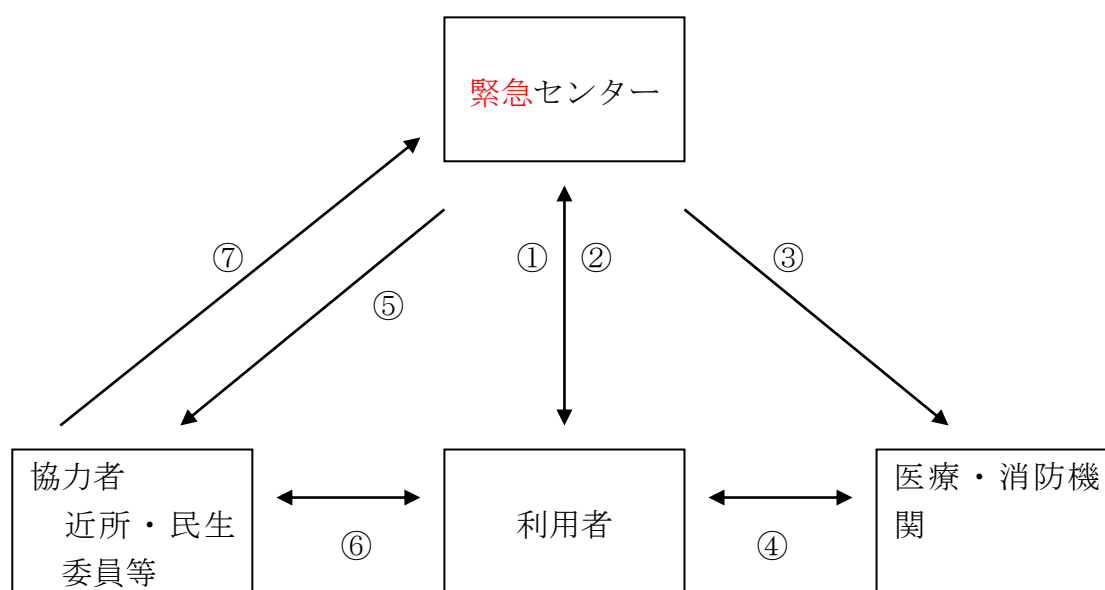 緊急センター
⑦
①
②
③
⑤
協力者
近所・民生
委員等
利用者
医療・消防機
関
⑥
④